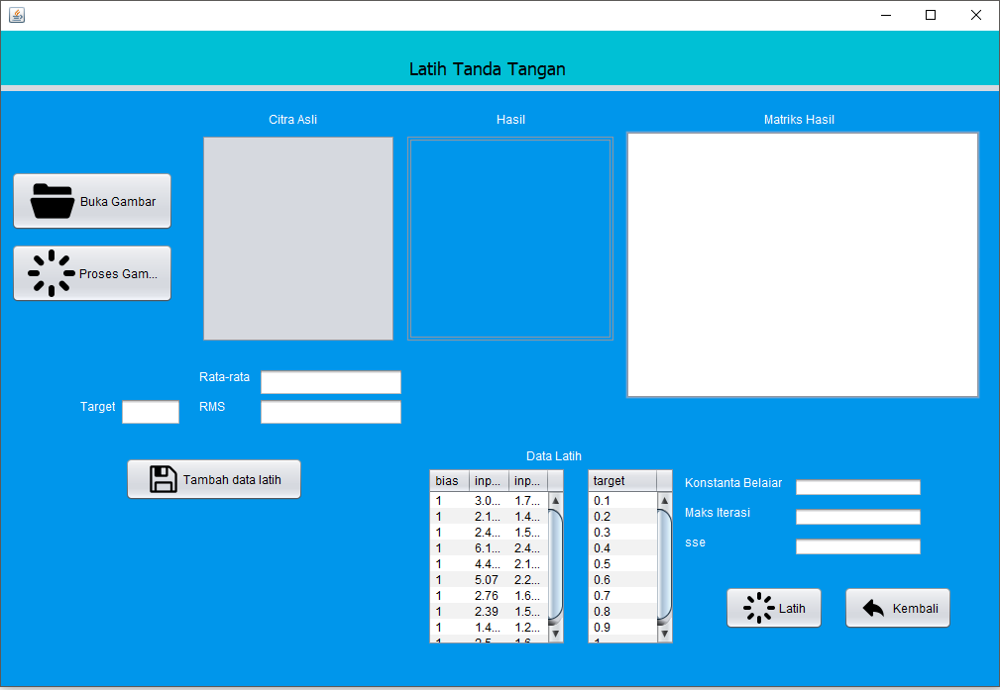 Latih Tanda Tangan
Citra Asli
Hasil
Matriks Hasil
Buka Gambar
Proses Gam...
Rata-rata
Target
RMS
Tambah data latih
Data Latih
bias inp... inp...
1 3.0... 1.7...
1 2.1... 1.4...
1 2.4... 1.5...
1 6.1... 2.4...
1 4.4... 2.1...
1 5.07 2.2...
1 2.76 1.6...
1 2.39 1.5...
1 1.4... 1.2...
target
0.1
0.2
0.3
0.4
0.5
0.6
0.7
0.8
0.9
Konstanta Belajar
Maks Iterasi
sse
Latih
Kembali